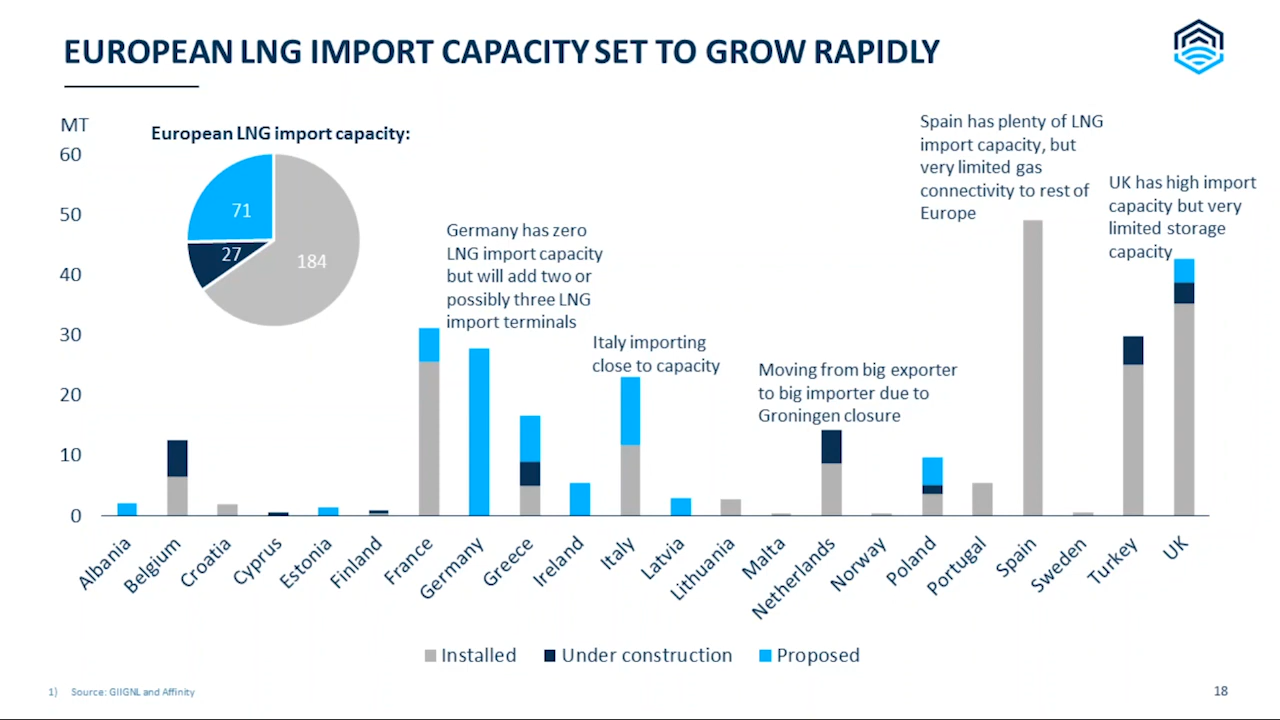 EUROPEAN LNG IMPORT CAPACITY SET TO GROW RAPIDLY
MT
European LNG import capacity:
60
50
40
30
20
10
0
71
27
184
Germany has zero
LNG import capacity
but will add two or
possibly three LNG
import terminals
Italy importing
close to capacity
Moving from big exporter
to big importer due to
Groningen closure
Spain has plenty of LNG
import capacity, but
very limited gas
connectivity to rest of
Europe
UK has high import
capacity but very
limited storage
capacity
Albania
Belgium
Croatia
Cyprus
Estonia
Finland
France
Germany
Greece
Ireland
Italy
Latvia
Lithuania
Malta
Netherlands
Norway
Poland
Portugal
Spain
Sweden
Turkey
UK
Installed
Under construction
Proposed
1) Source: GIIGNL and Affinity
18